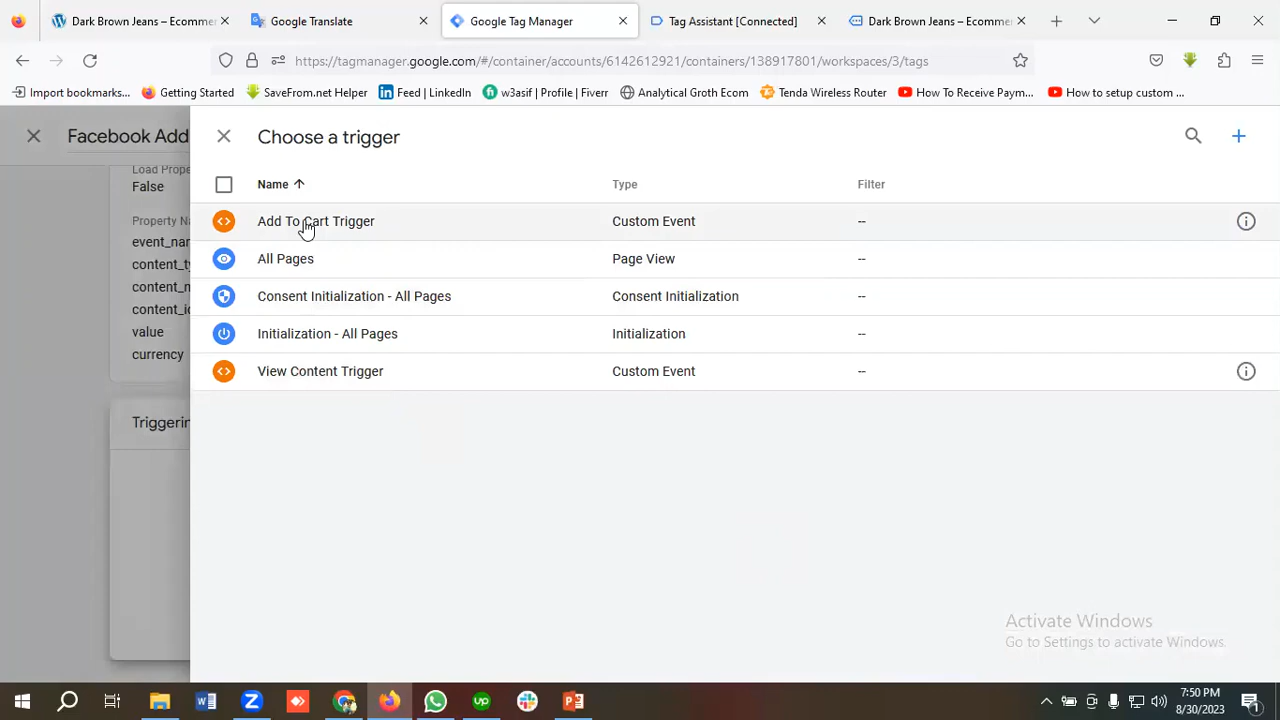 Dark Brown Jeans – Ecommer
Google Translate
Google Tag Manager
Tag Assistant [Connected]
Dark Brown Jeans – Ecommer
https://tagmanager.google.com/#/container/accounts/6142612921/containers/138917801/workspaces/3/tags
Import bookmarks...
Getting Started
SaveFrom.net Helper
Feed | LinkedIn
w3asif | Profile | Fiverr
Analytical Groth Ecom
Tenda Wireless Router
How To Receive Paym...
How to setup custom ...
Facebook Add
Choose a trigger
Load Prope
False
Property Na
event_nar
content_ty
content_n
content_ic
value
currency
Triggerin
Name
Type
Filter
Add To Cart Trigger
Custom Event
--
All Pages
Page View
--
Consent Initialization - All Pages
Consent Initialization
--
Initialization - All Pages
Initialization
--
View Content Trigger
Custom Event
--
Activate Windows
Go to Settings to activate Windows.
7:50 PM
8/30/2023